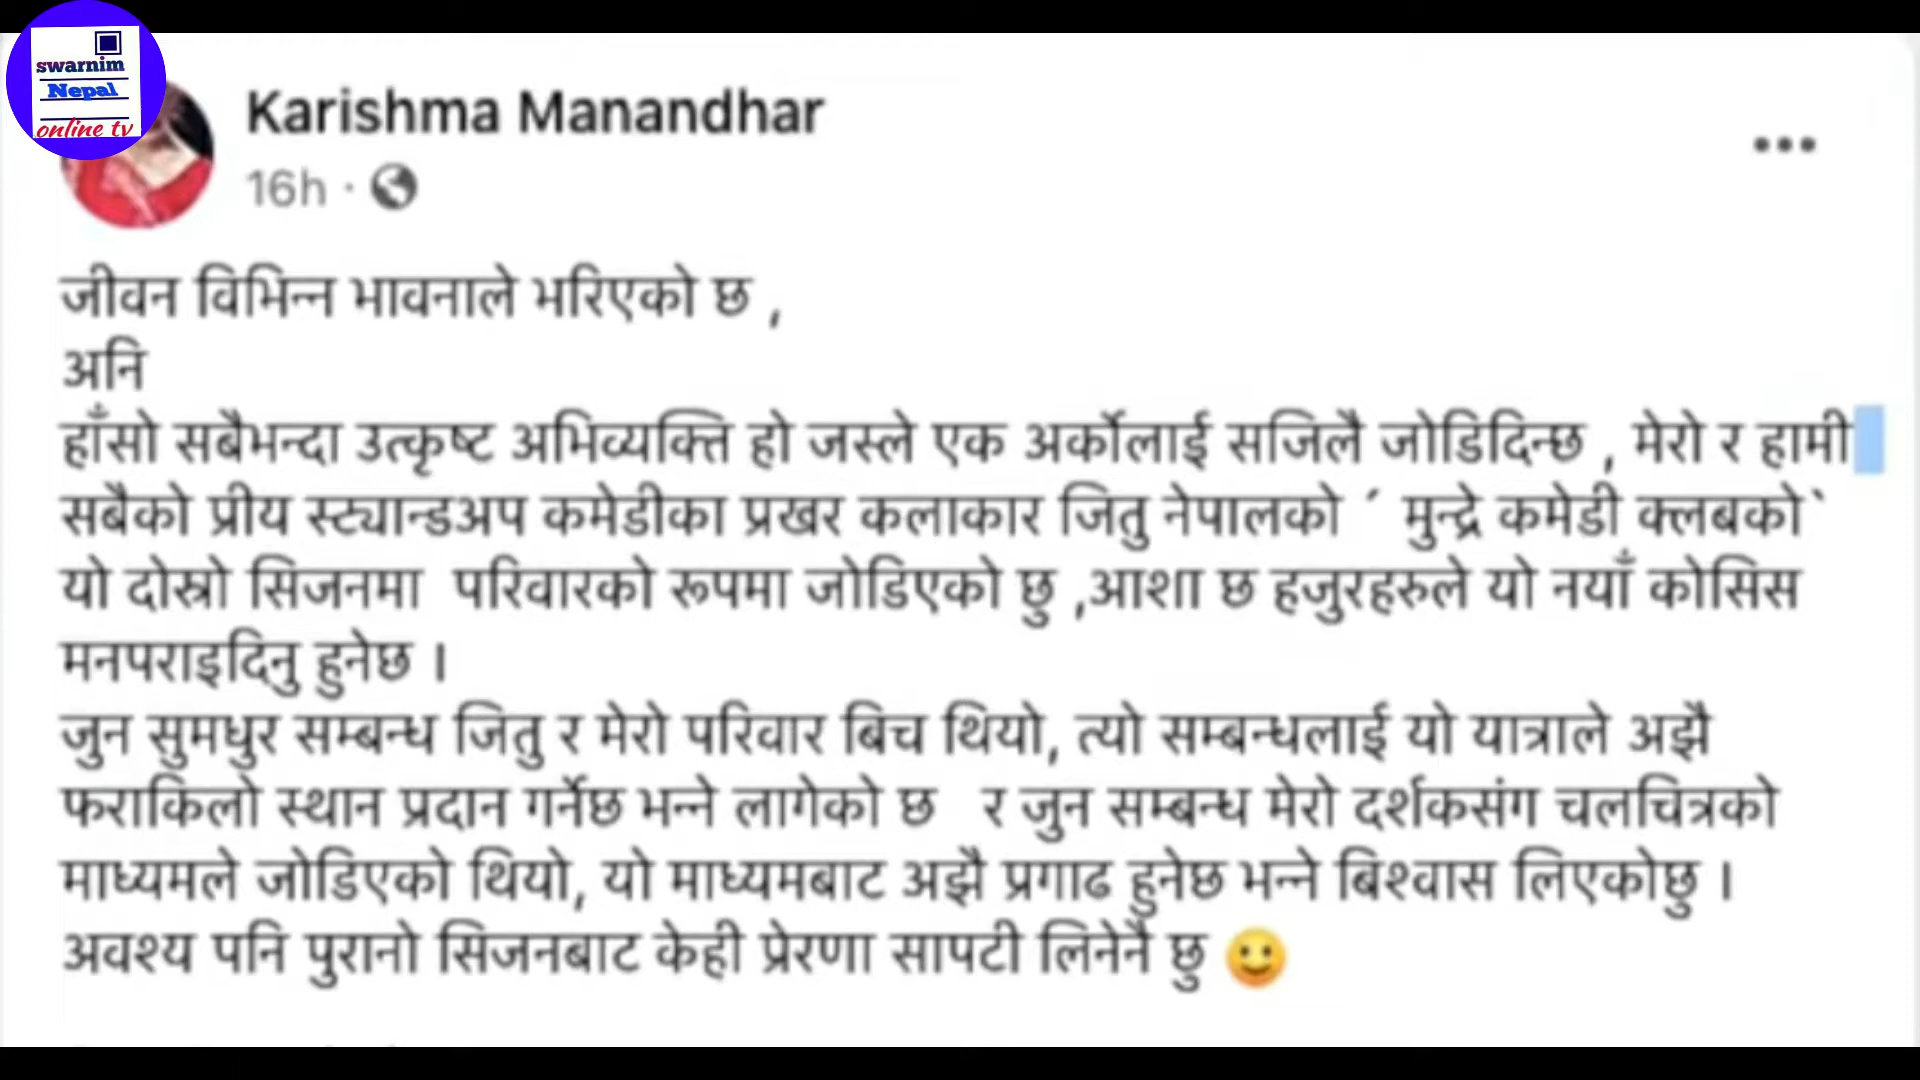 swarnim
Nepal
online tv
Karishma Manandhar
16h ·
जीवन विभिन्न भावनाले भरिएको छ ,
अनि
हाँसो सबैभन्दा उत्कृष्ट अभिव्यक्ति हो जस्ले एक अर्कोलाई सजिलै जोडिदिन्छ , मेरो र हामी
सबैको प्रीय स्ट्यान्डअप कमेडीका प्रखर कलाकार जितु नेपालको ´ मुन्द्रे कमेडी क्लबको`
यो दोस्रो सिजनमा परिवारको रूपमा जोडिएको छु ,आशा छ हजुरहरुले यो नयाँ कोसिस
मनपराइदिनु हुनेछ ।
जुन सुमधुर सम्बन्ध जितु र मेरो परिवार बिच थियो, त्यो सम्बन्धलाई यो यात्राले अझै
फराकिलो स्थान प्रदान गर्नेछ भन्ने लागेको छ र जुन सम्बन्ध मेरो दर्शकसंग चलचित्रको
माध्यमले जोडिएको थियो, यो माध्यमबाट अझै प्रगाढ हुनेछ भन्ने बिश्वास लिएकोछु ।
अवश्य पनि पुरानो सिजनबाट केही प्रेरणा सापटी लिनेनै छु 🙂